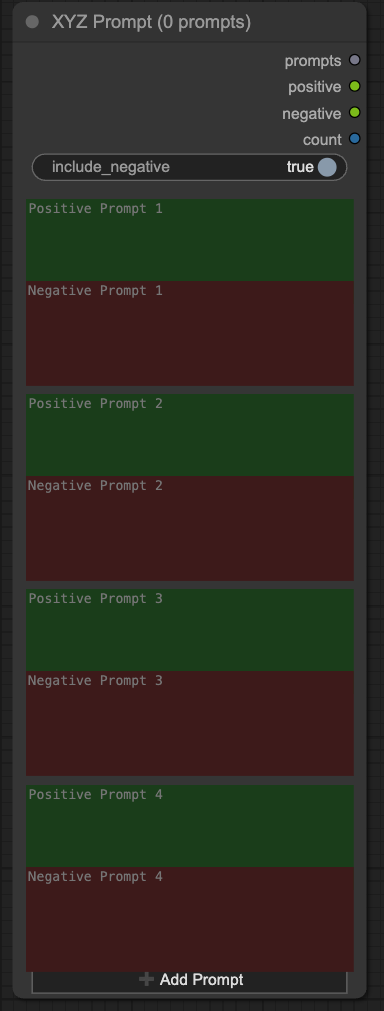 XYZ Prompt (0 prompts)
prompts
positive
negative
count
include_negative true
Positive Prompt 1
Negative Prompt 1
Positive Prompt 2
Negative Prompt 2
Positive Prompt 3
Negative Prompt 3
Positive Prompt 4
Negative Prompt 4
➕ Add Prompt